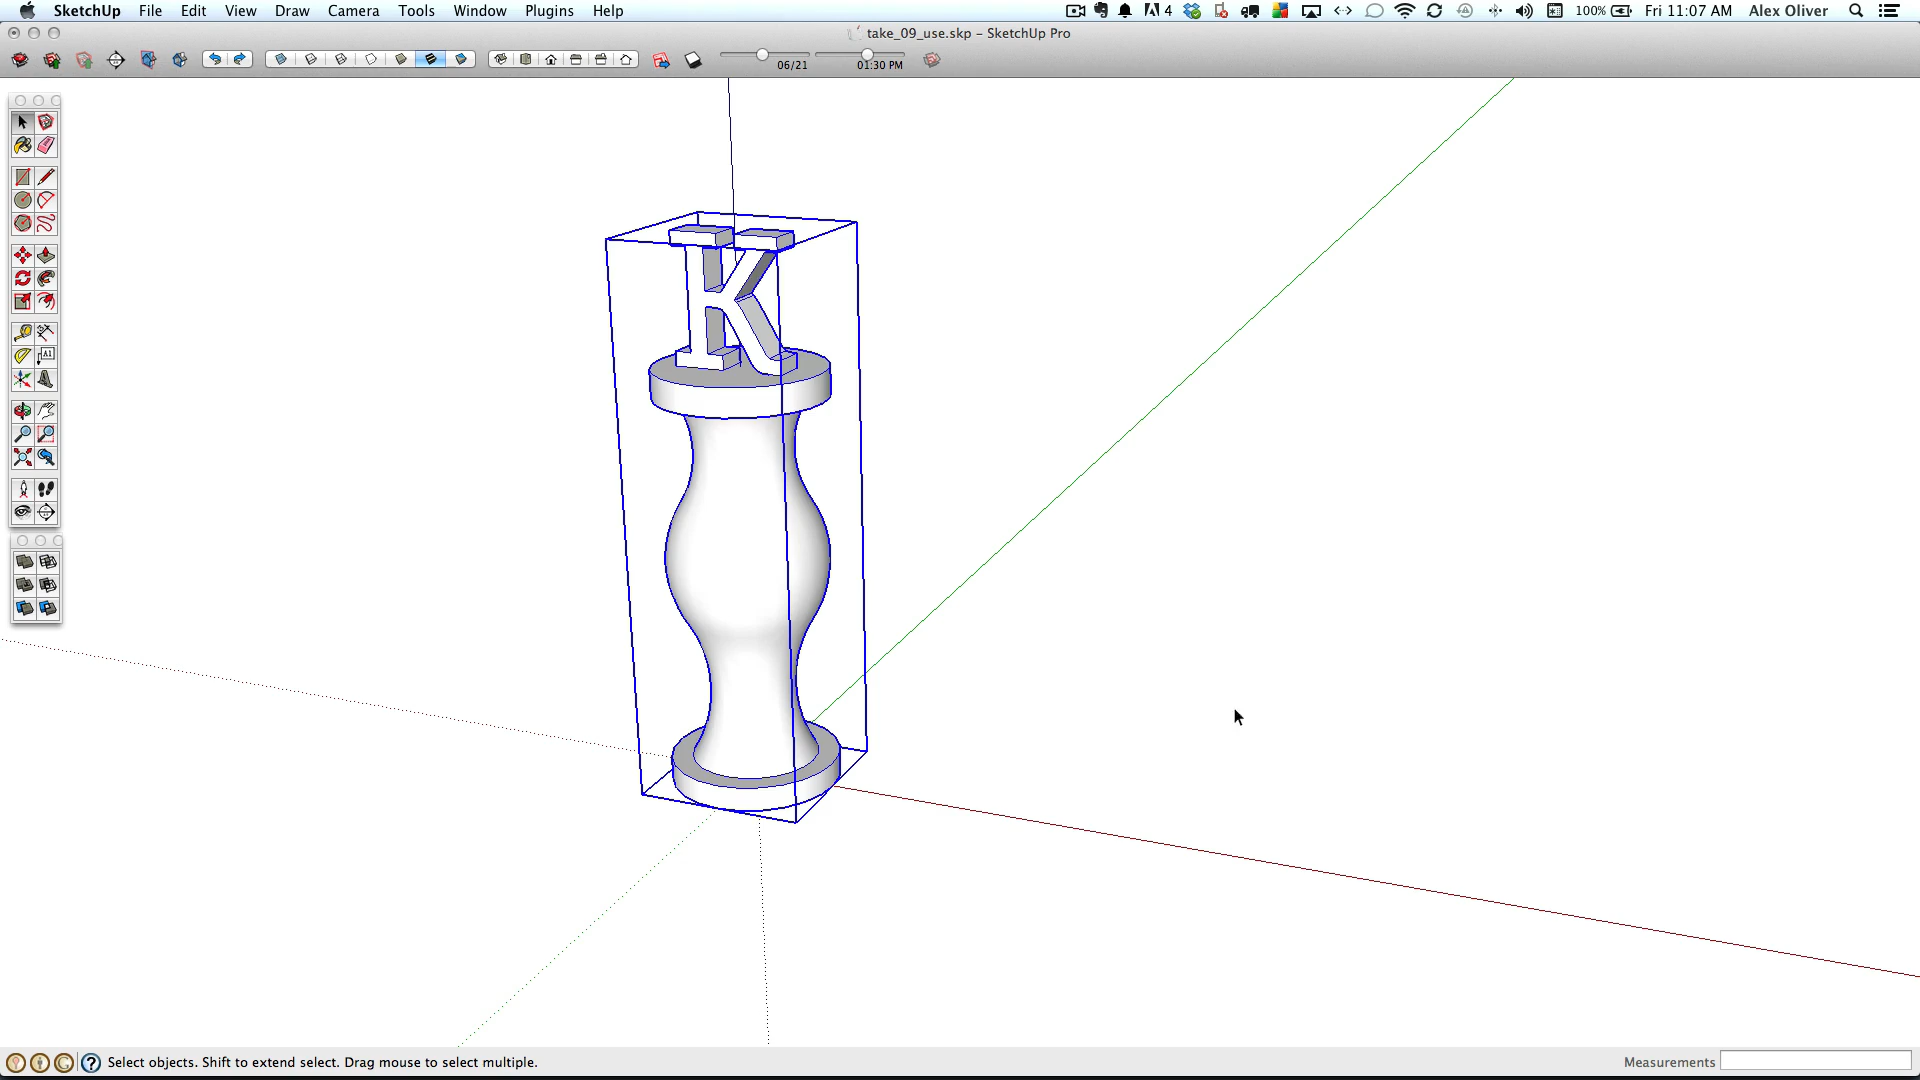 SketchUp File Edit View Draw Camera Tools Window Plugins Help 4 100% Fri 11:07 AM Alex Oliver
take_09_use.skp – SketchUp Pro
06/21 01:30 PM
A1
K
Select objects. Shift to extend select. Drag mouse to select multiple. Measurements